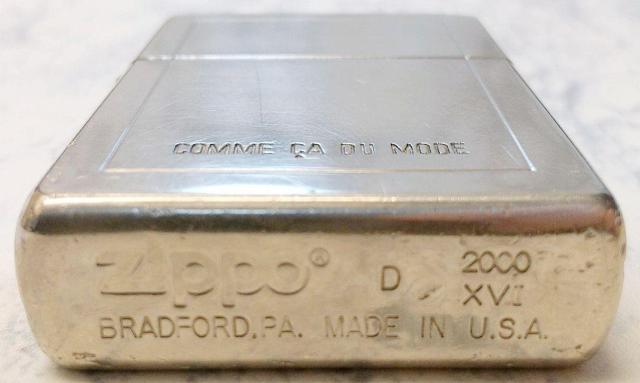 COMME ÇA DU MODE
Zippo® D 2000
XVI
BRADFORD, PA. MADE IN U.S.A.